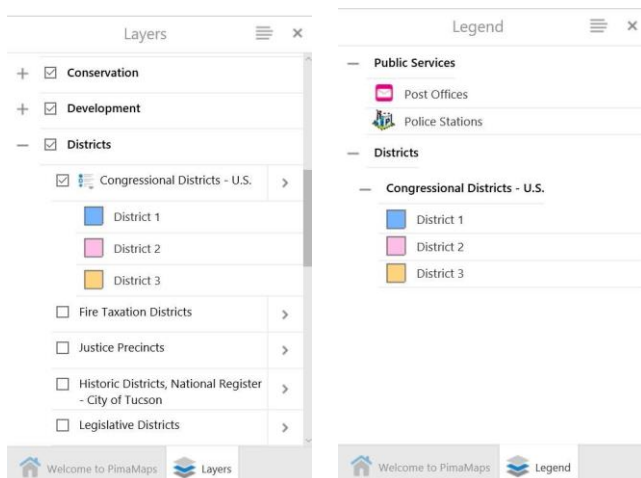 Layers
Conservation
Development
Districts
Congressional Districts - U.S.
District 1
District 2
District 3
Fire Taxation Districts
Justice Precincts
Historic Districts, National Register
- City of Tucson
Legislative Districts
Welcome to PimaMaps
Layers
Legend
Public Services
Post Offices
Police Stations
Districts
Congressional Districts - U.S.
District 1
District 2
District 3
Welcome to PimaMaps
Legend